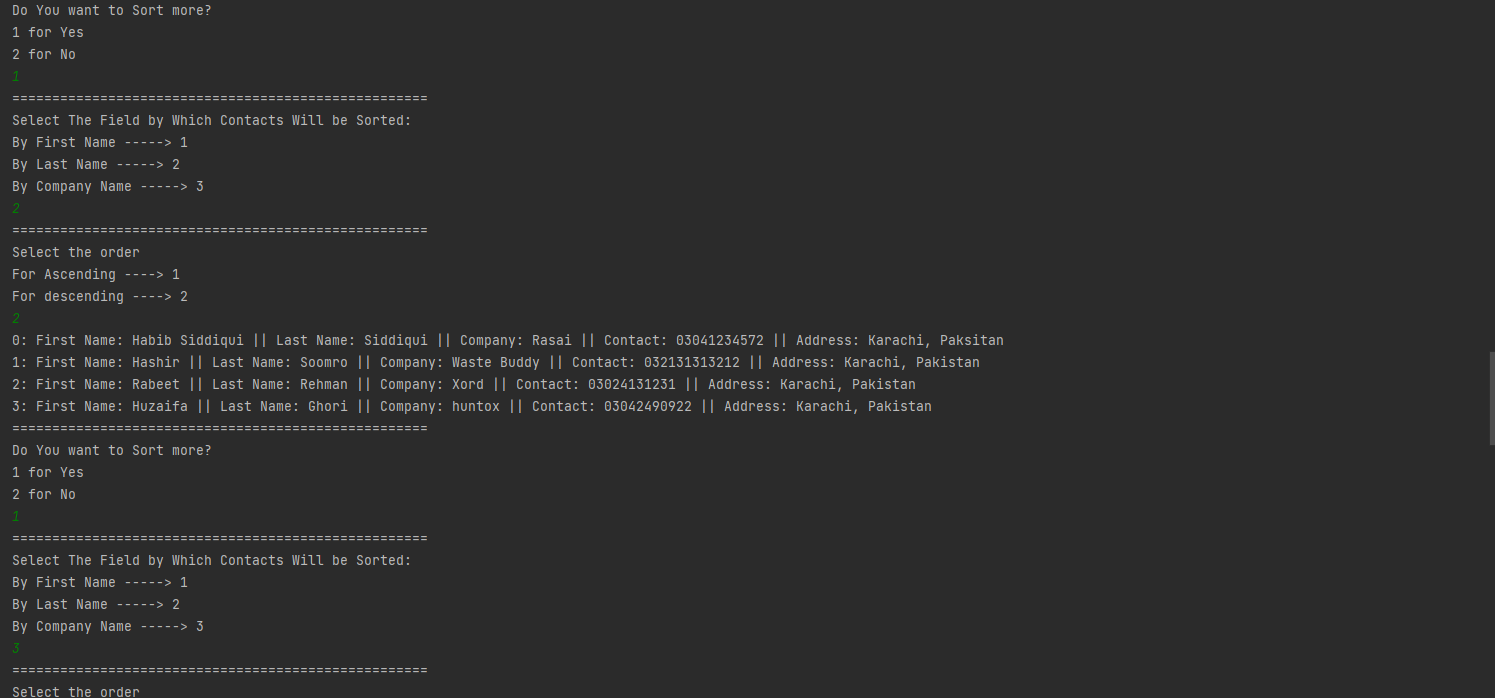 Do You want to Sort more?
1 for Yes
2 for No
1
====================================================
Select The Field by Which Contacts Will be Sorted:
By First Name -----> 1
By Last Name -----> 2
By Company Name -----> 3
2
====================================================
Select the order
For Ascending ----> 1
For descending ----> 2
2
0: First Name: Habib Siddiqui || Last Name: Siddiqui || Company: Rasai || Contact: 03041234572 || Address: Karachi, Paksitan
1: First Name: Hashir || Last Name: Soomro || Company: Waste Buddy || Contact: 032131313212 || Address: Karachi, Pakistan
2: First Name: Rabeet || Last Name: Rehman || Company: Xord || Contact: 03024131231 || Address: Karachi, Pakistan
3: First Name: Huzaifa || Last Name: Ghori || Company: huntox || Contact: 03042490922 || Address: Karachi, Pakistan
====================================================
Do You want to Sort more?
1 for Yes
2 for No
1
====================================================
Select The Field by Which Contacts Will be Sorted:
By First Name -----> 1
By Last Name -----> 2
By Company Name -----> 3
3
====================================================
Select the order